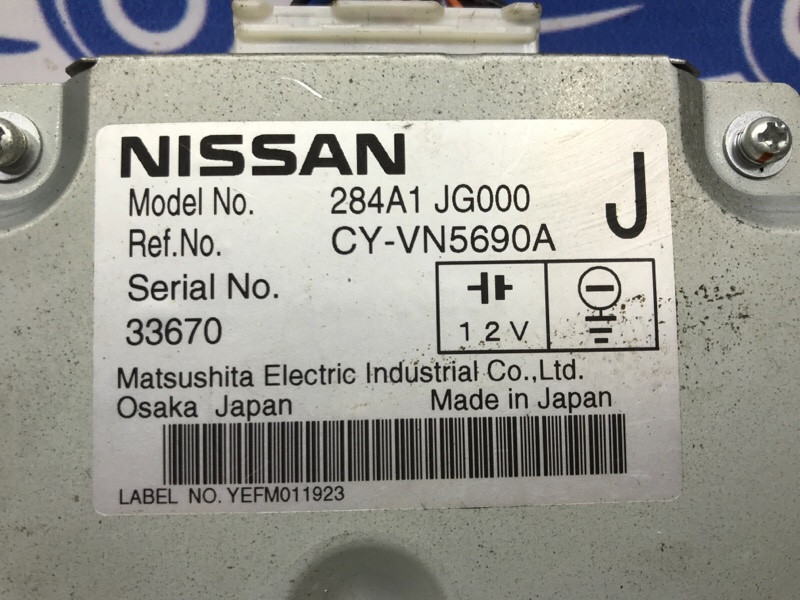 NISSAN
Model No. 284A1 JG000 J
Ref.No. CY-VN5690A
Serial No.
33670
12V
Matsushita Electric Industrial Co.,Ltd.
Osaka Japan Made in Japan
LABEL NO. YEFM011923